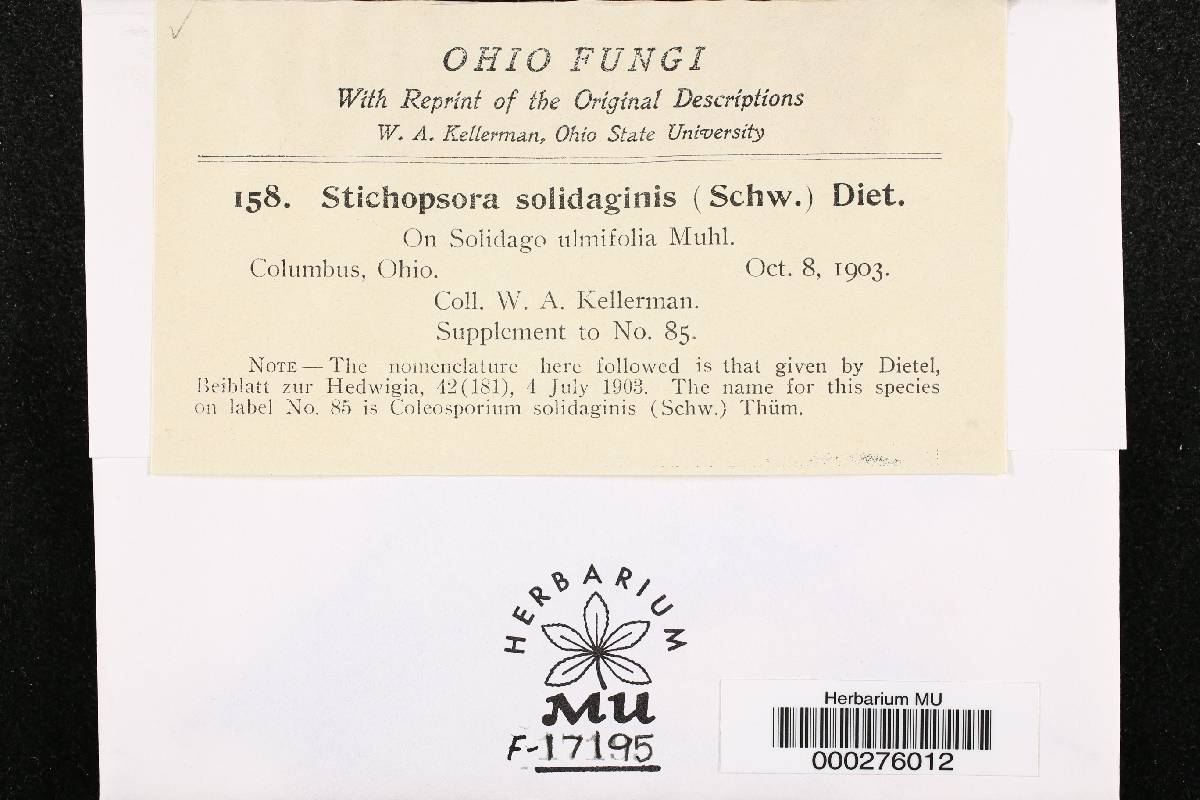 OHIO FUNGI
With Reprint of the Original Descriptions
W. A. Kellerman, Ohio State University
158. Stichopsora solidaginis (Schw.) Diet.
On Solidago ulmifolia Muhl.
Columbus, Ohio. Oct. 8, 1903.
Coll. W. A. Kellerman.
Supplement to No. 85.
NOTE — The nomenclature here followed is that given by Dietel,
Beiblatt zur Hedwigia, 42(181), 4 July 1903. The name for this species
on label No. 85 is Coleosporium solidaginis (Schw.) Thüm.
HERBARIUM
MU
F-17195
Herbarium MU
000276012